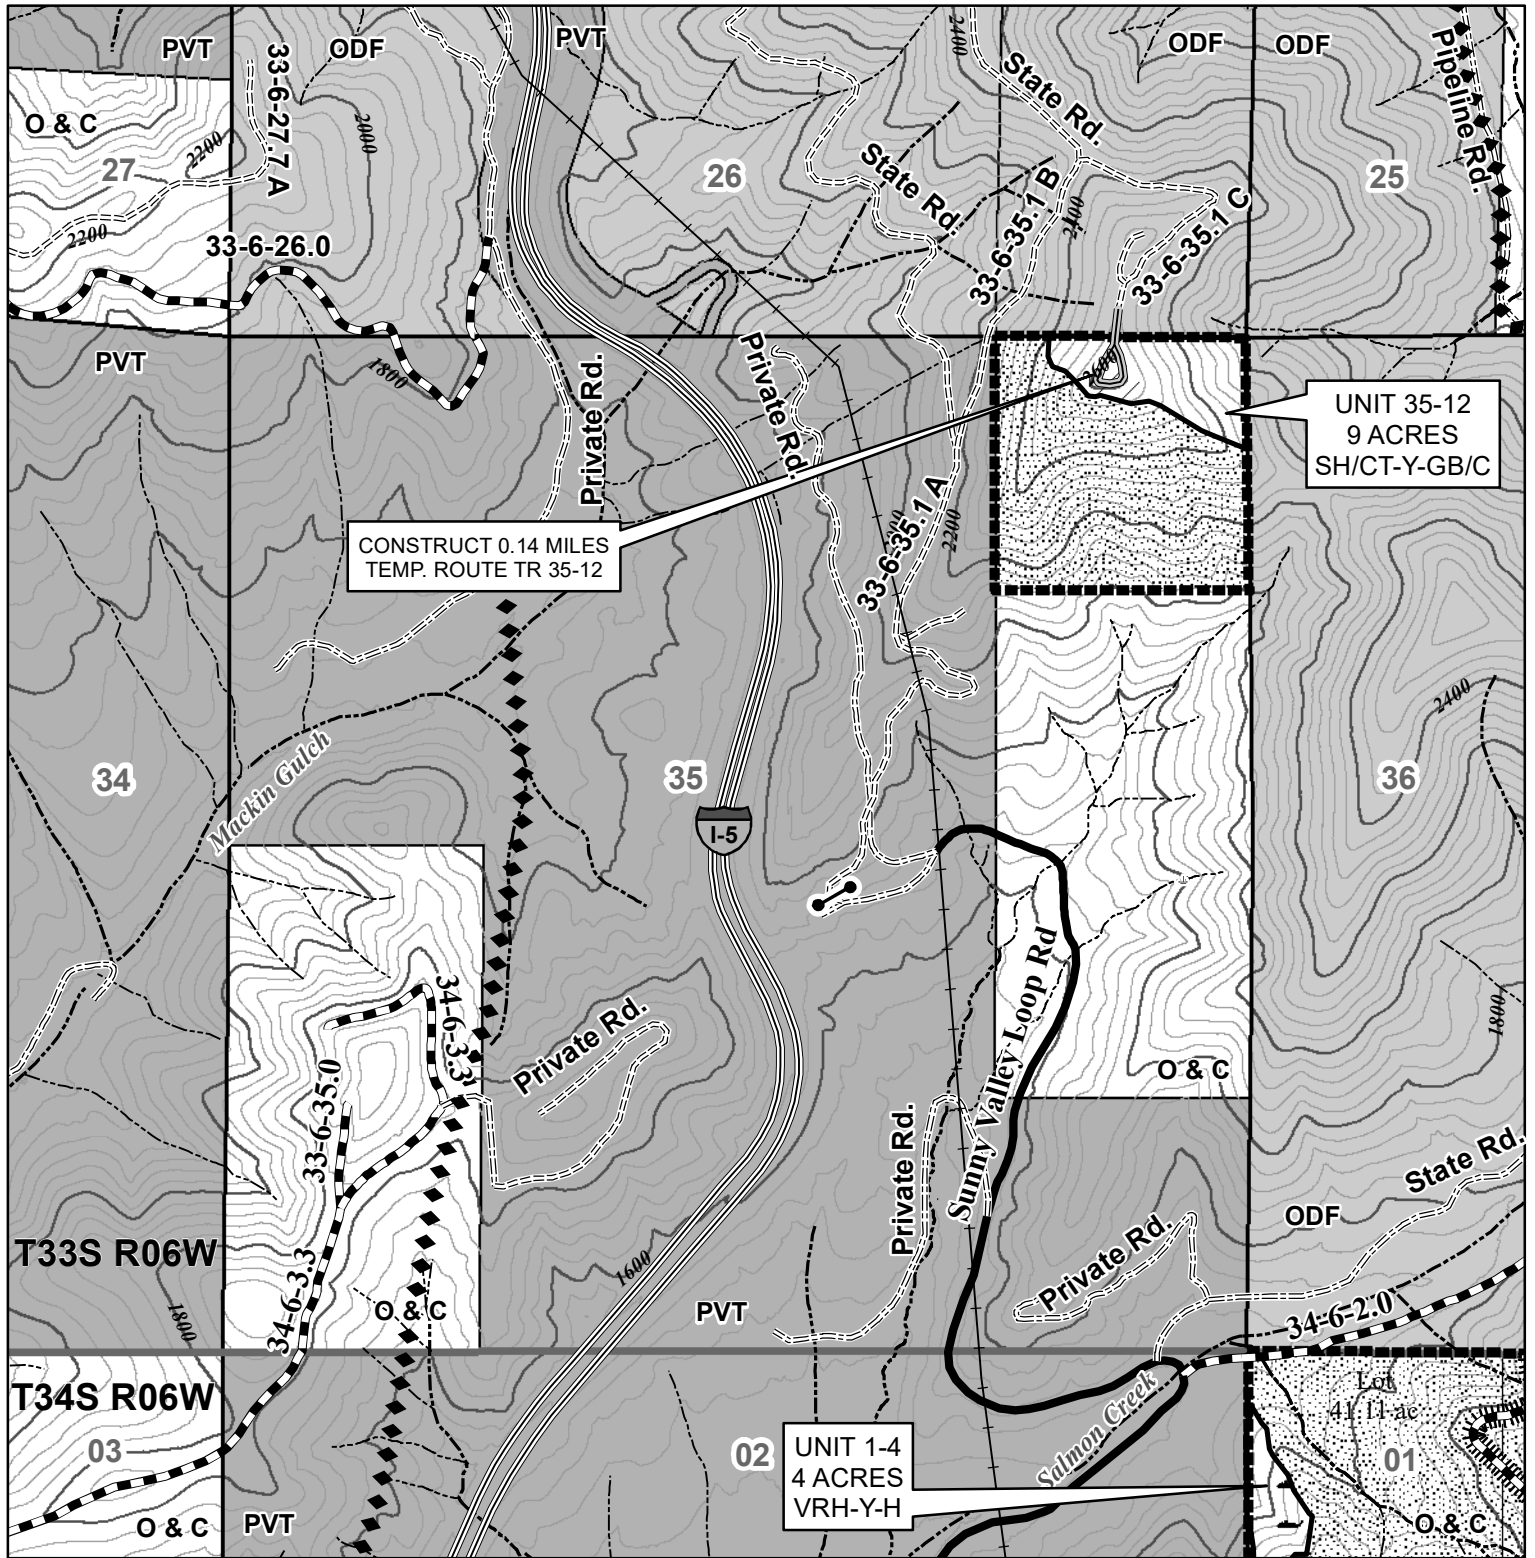 PVT
ODF
PVT
2400
ODF
ODF
Pipeline Rd.
State Rd.
33-6-27.7 A
O & C
2200
2000
27
State Rd.
26
33-6-35.1 B
2400
25
2200
33-6-26.0
33-6-35.1 C
PVT
1800
Private Rd.
Private Rd.
2600
UNIT 35-12
9 ACRES
SH/CT-Y-GB/C
CONSTRUCT 0.14 MILES
TEMP. ROUTE TR 35-12
33-6-35.1 A
2200
2400
34
Mackin Gulch
35
36
I-5
34-6-3.3
Private Rd.
Sunny Valley Loop Rd
1800
33-6-35.0
O & C
Private Rd.
State Rd.
T33S R06W
34-6-3.3
1600
Private Rd.
ODF
1800
O & C
PVT
34-6-2.0
T34S R06W
Salmon Creek
Lot
41.11 ac
03
02
UNIT 1-4
4 ACRES
VRH-Y-H
01
O & C
PVT
O & C